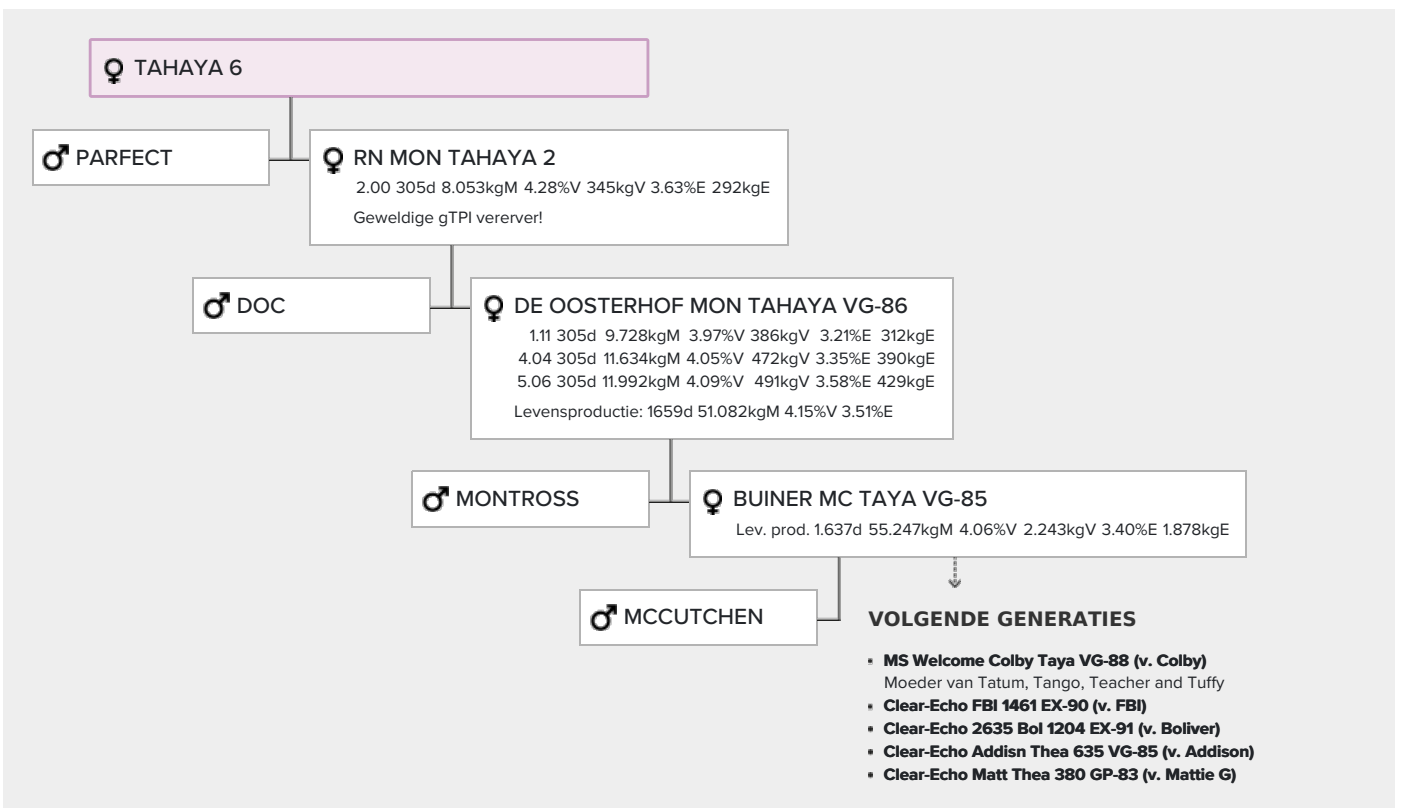 TAHAYA 6
PARFECT
RN MON TAHAYA 2
2.00 305d 8.053kgM 4.28%V 345kgV 3.63%E 292kgE
Geweldige gTPI vererver!
DOC
DE OOSTERHOF MON TAHAYA VG-86
1.11 305d 9.728kgM 3.97%V 386kgV 3.21%E 312kgE
4.04 305d 11.634kgM 4.05%V 472kgV 3.35%E 390kgE
5.06 305d 11.992kgM 4.09%V 491kgV 3.58%E 429kgE
Levensproductie: 1659d 51.082kgM 4.15%V 3.51%E
MONTROSS
BUINER MC TAYA VG-85
Lev. prod. 1.637d 55.247kgM 4.06%V 2.243kgV 3.40%E 1.878kgE
MCCUTCHEN
VOLGENDE GENERATIES
• MS Welcome Colby Taya VG-88 (v. Colby)
Moeder van Tatum, Tango, Teacher and Tuffy
• Clear-Echo FBI 1461 EX-90 (v. FBI)
• Clear-Echo 2635 Bol 1204 EX-91 (v. Boliver)
• Clear-Echo Addisn Thea 635 VG-85 (v. Addison)
• Clear-Echo Matt Thea 380 GP-83 (v. Mattie G)